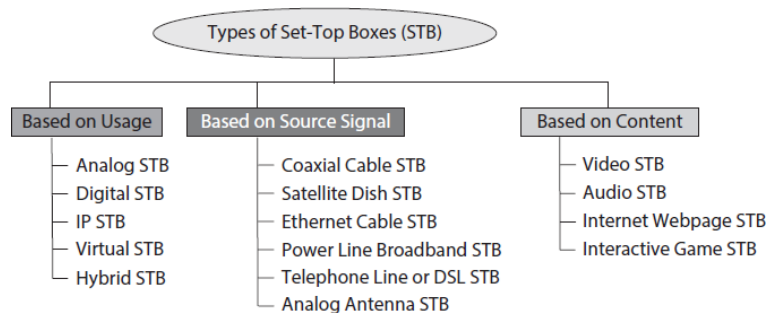 Types of Set-Top Boxes (STB)
Based on Usage
Analog STB
Digital STB
IP STB
Virtual STB
Hybrid STB
Based on Source Signal
Coaxial Cable STB
Satellite Dish STB
Ethernet Cable STB
Power Line Broadband STB
Telephone Line or DSL STB
Analog Antenna STB
Based on Content
Video STB
Audio STB
Internet Webpage STB
Interactive Game STB